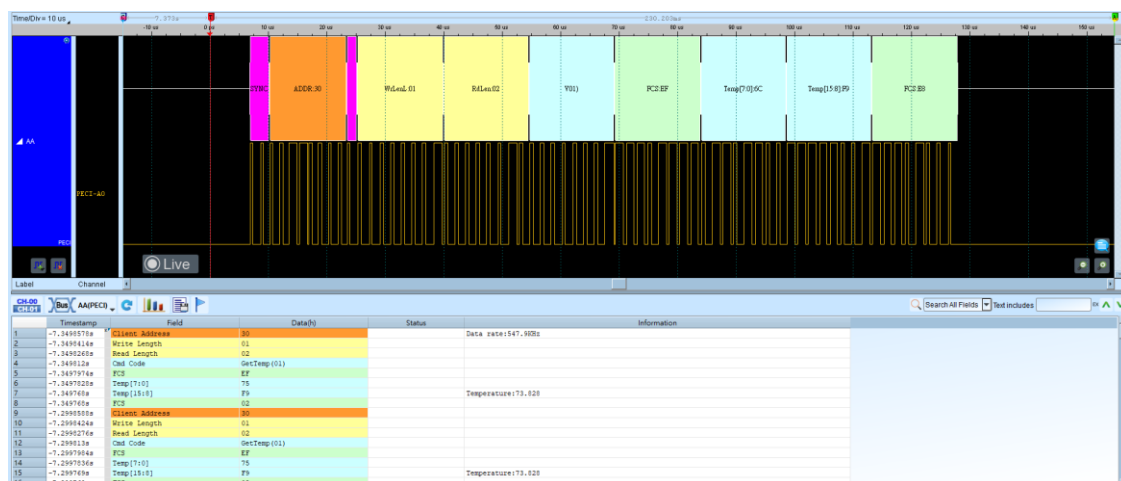 Time/Div = 10 us
7.373s
230.283ms
-10 us 0 us 10 us 20 us 30 us 40 us 50 us 60 us 70 us 80 us 90 us 100 us 110 us 120 us 130 us 140 us 150 us
SYNC ADDR:30 WrLenL:01 RdLen:02 V01) FCS:EF Temp[7:0]:6C Temp[15:8]:F9 FCS:E8
AA
PECI-A0
PECI
Live
Label Channel
CH-00
CH-01 Bus AA(PECI) Search All Fields Text includes
Timestamp Field Data(h) Status Information
1 -7.3498578s Client Address 30 Data rate:547.9KHz
2 -7.3498414s Write Length 01
3 -7.3498268s Read Length 02
4 -7.349812s Cmd Code GetTemp(01)
5 -7.3497974s FCS EF
6 -7.3497828s Temp[7:0] 75
7 -7.349768s Temp[15:8] F9 Temperature:73.828
8 -7.349768s FCS 02
9 -7.2998588s Client Address 30
10 -7.2998424s Write Length 01
11 -7.2998276s Read Length 02
12 -7.299813s Cmd Code GetTemp(01)
13 -7.2997984s FCS EF
14 -7.2997836s Temp[7:0] 75
15 -7.299769s Temp[15:8] F9 Temperature:73.828